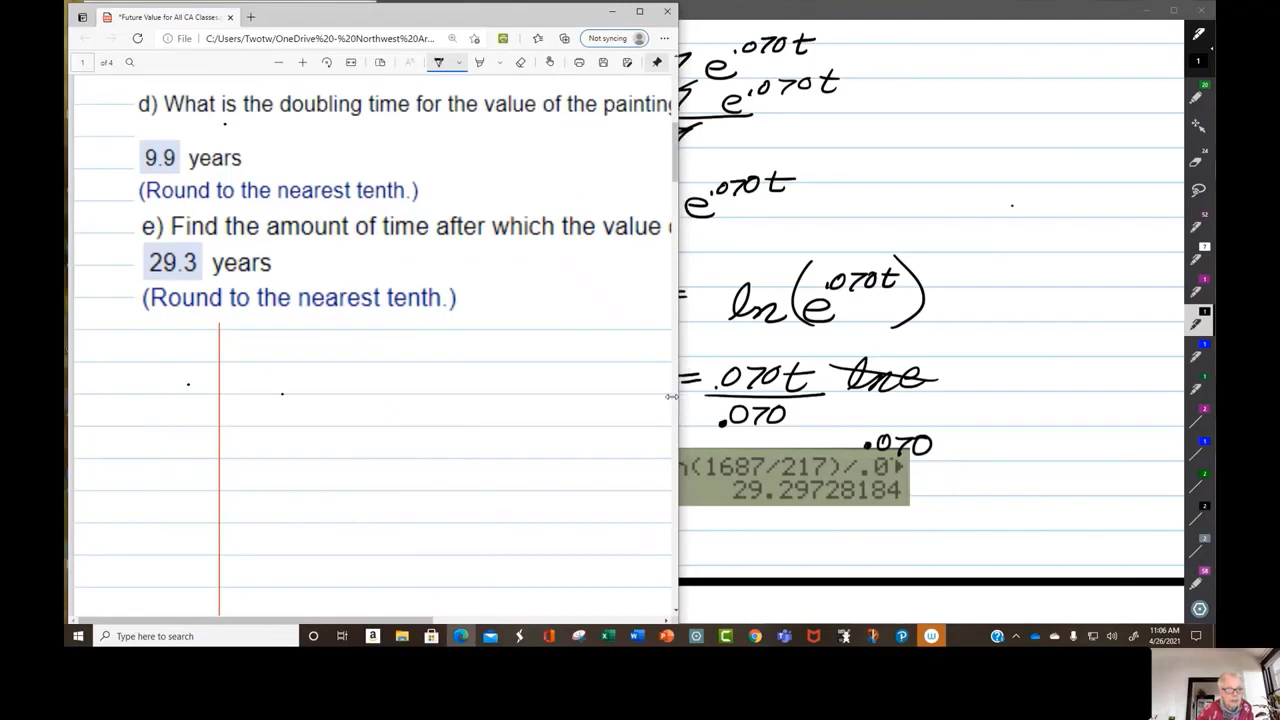 *Future Value for All CA Classes.
File
C:/Users/Twotw/OneDrive%20-%20Northwest%20Ar...
Not syncing
1 of 4
d) What is the doubling time for the value of the painting
9.9 years
(Round to the nearest tenth.)
e) Find the amount of time after which the value
29.3 years
(Round to the nearest tenth.)
e^.070t
e^.070t
e^.070t
= ln(e^.070t)
= .070t ln e
.070
.070
(1687/217)/.0
29.29728184
Type here to search
11:06 AM
4/26/2021